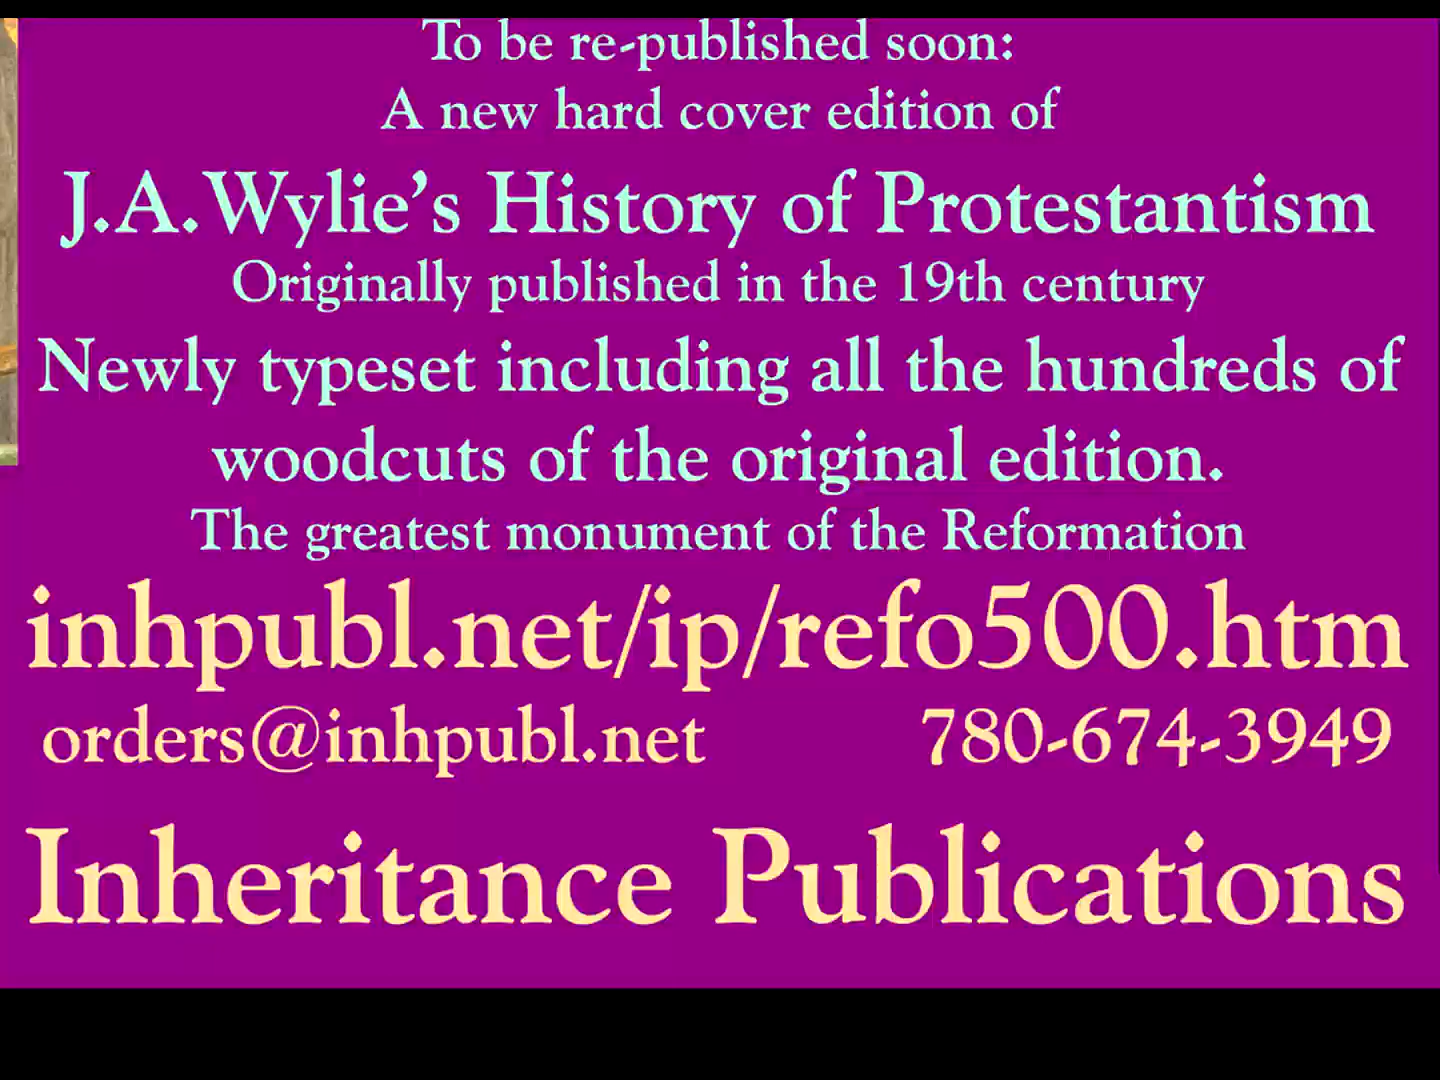 To be re-published soon:
A new hard cover edition of
J.A.Wylie’s History of Protestantism
Originally published in the 19th century
Newly typeset including all the hundreds of
woodcuts of the original edition.
The greatest monument of the Reformation
inhpubl.net/ip/refo500.htm
orders@inhpubl.net 780-674-3949
Inheritance Publications